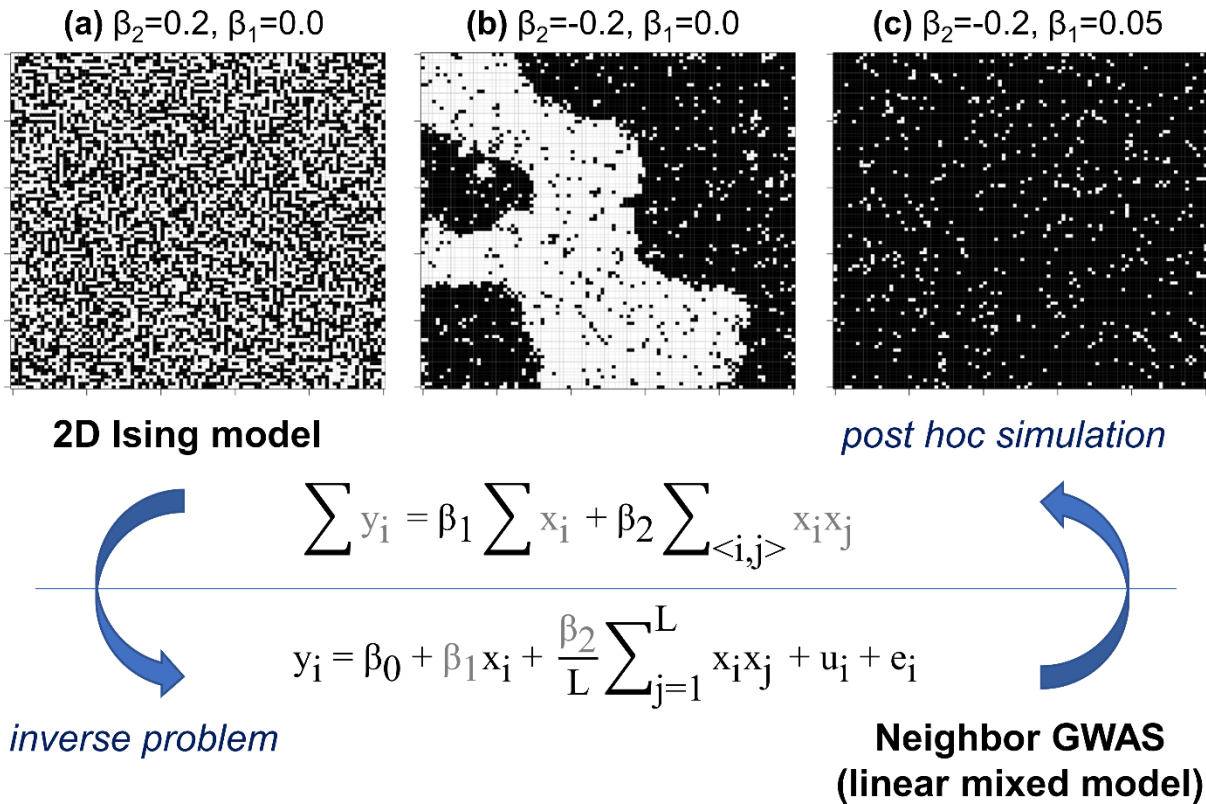 (a) β₂=0.2, β₁=0.0
(b) β₂=-0.2, β₁=0.0
(c) β₂=-0.2, β₁=0.05
2D Ising model
post hoc simulation
∑ yᵢ = β₁ ∑ xᵢ + β₂ ∑<i,j> xᵢxⱼ
yᵢ = β₀ + β₁xᵢ + β₂/L ∑ⱼ₌₁ᴸ xᵢxⱼ + uᵢ + eᵢ
inverse problem
Neighbor GWAS
(linear mixed model)